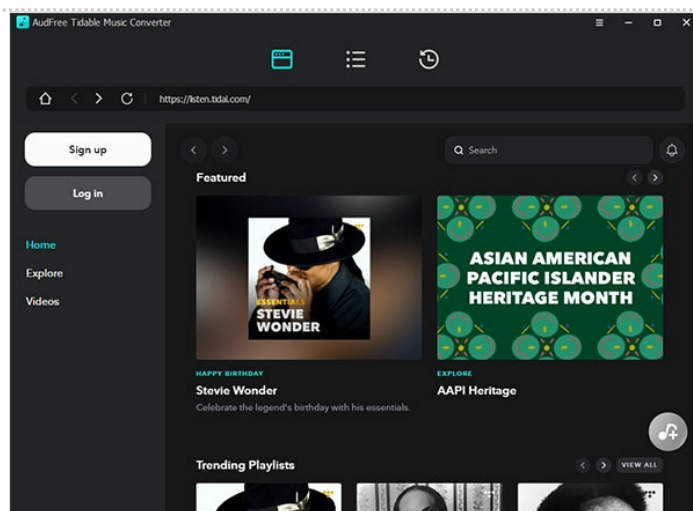 AudFree Tidable Music Converter
https://listen.tidal.com/
Sign up
Log in
Home
Explore
Videos
Search
Featured
ESSENTIALS
STEVIE
WONDER
ASIAN AMERICAN
PACIFIC ISLANDER
HERITAGE MONTH
HAPPY BIRTHDAY
Stevie Wonder
Celebrate the legend's birthday with his essentials.
EXPLORE
AAPI Heritage
Trending Playlists
VIEW ALL